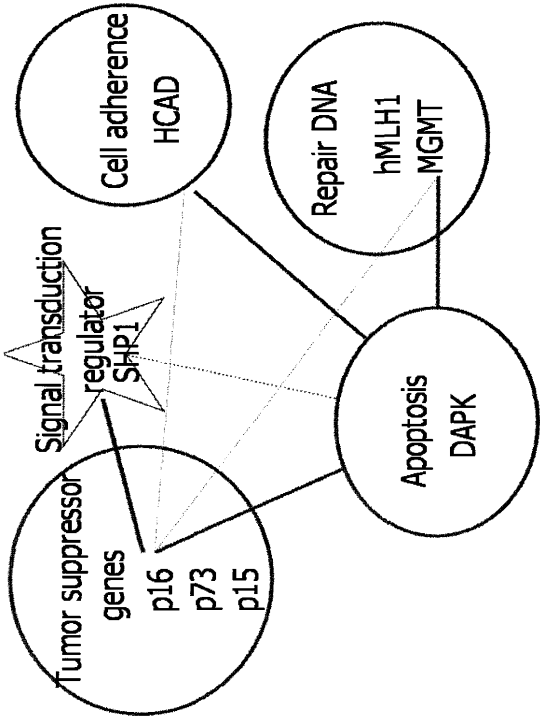 Tumor suppressor
genes
p16
p73
p15
Signal transduction
regulator
SHP1
Cell adherence
HCAD
Apoptosis
DAPK
Repair DNA
hMLH1
MGMT